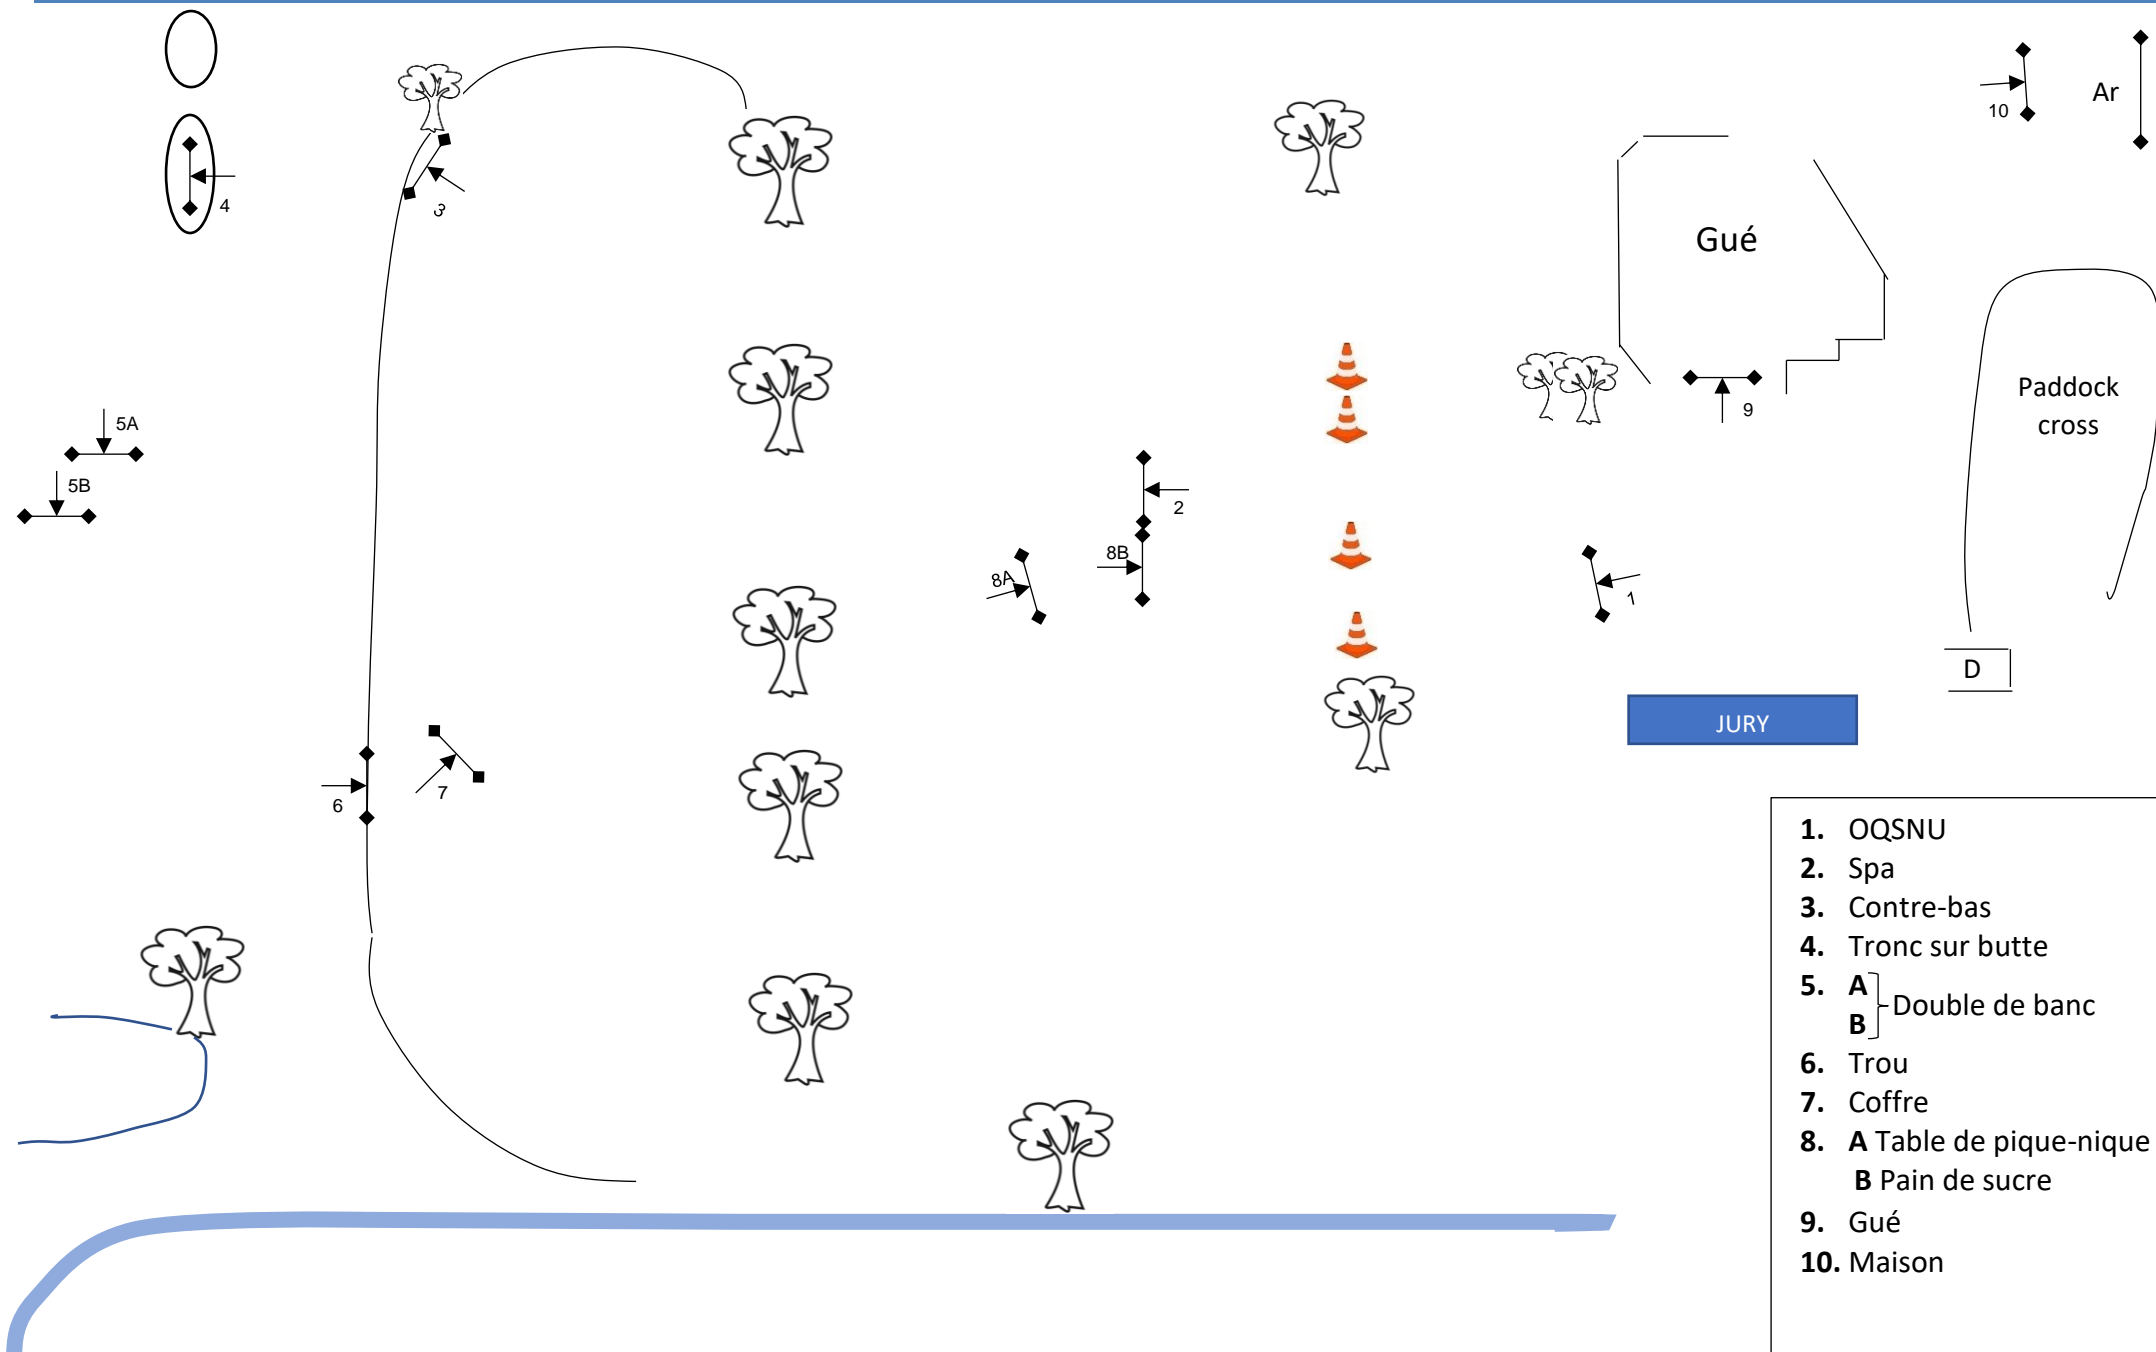 10
Ar
4
3
Gué
Paddock
cross
5A
5B
9
2
8B
8A
1
D
JURY
6
7
1. OQSNU
2. Spa
3. Contre-bas
4. Tronc sur butte
5. A
Double de banc
B
6. Trou
7. Coffre
8. A Table de pique-nique
B Pain de sucre
9. Gué
10. Maison